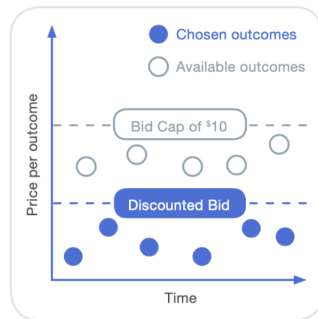 Chosen outcomes
Available outcomes
Bid Cap of $10
Discounted Bid
Price per outcome
Time